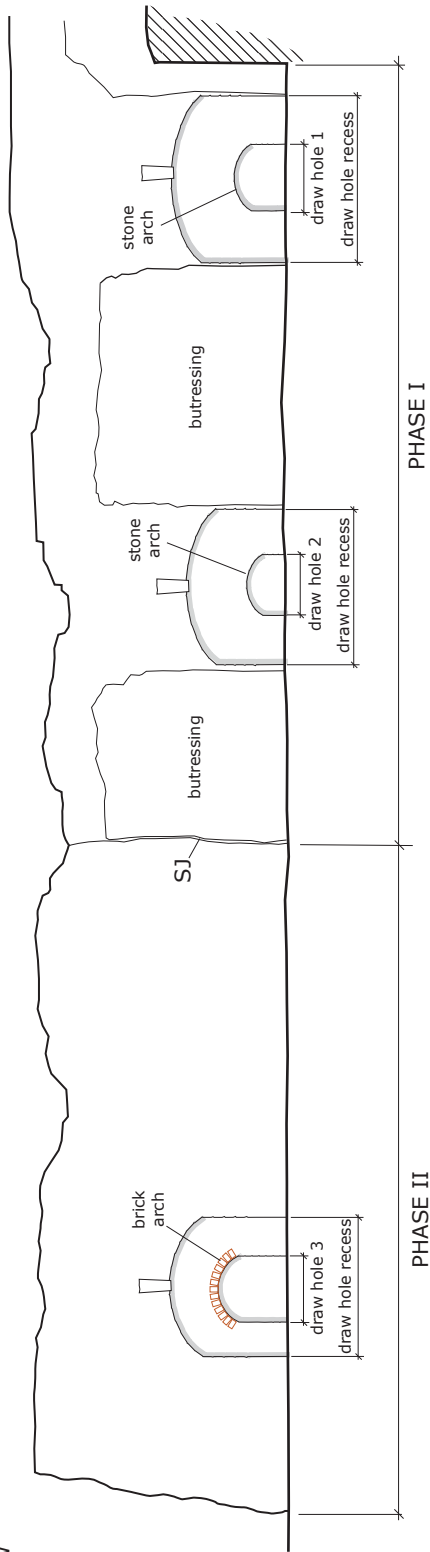 brick
arch
draw hole 3
draw hole recess
PHASE II
SJ
butressing
stone
arch
draw hole 2
draw hole recess
butressing
stone
arch
draw hole 1
draw hole recess
PHASE I